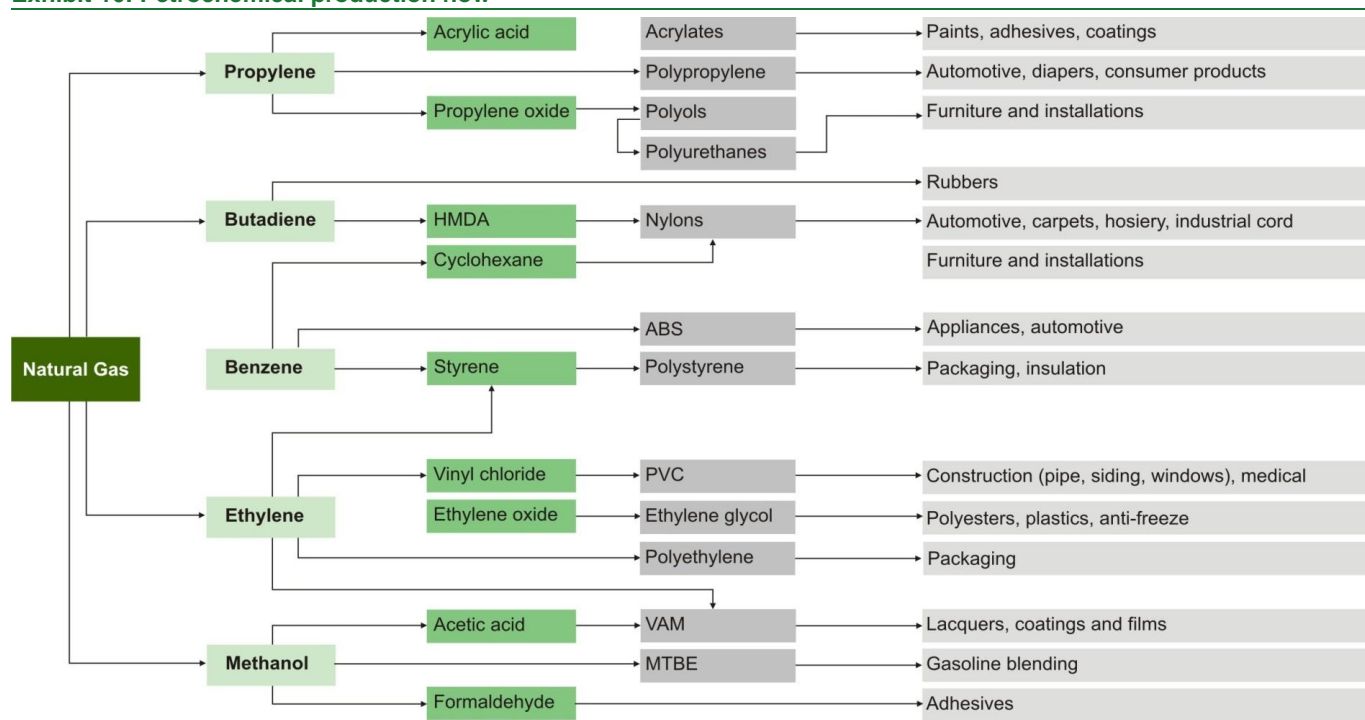 Acrylic acid
Acrylates
Paints, adhesives, coatings
Propylene
Polypropylene
Automotive, diapers, consumer products
Propylene oxide
Polyols
Furniture and installations
Polyurethanes
Rubbers
Butadiene
HMDA
Nylons
Automotive, carpets, hosiery, industrial cord
Cyclohexane
Furniture and installations
ABS
Appliances, automotive
Natural Gas
Benzene
Styrene
Polystyrene
Packaging, insulation
Vinyl chloride
PVC
Construction (pipe, siding, windows), medical
Ethylene
Ethylene oxide
Ethylene glycol
Polyesters, plastics, anti-freeze
Polyethylene
Packaging
Acetic acid
VAM
Lacquers, coatings and films
Methanol
MTBE
Gasoline blending
Formaldehyde
Adhesives